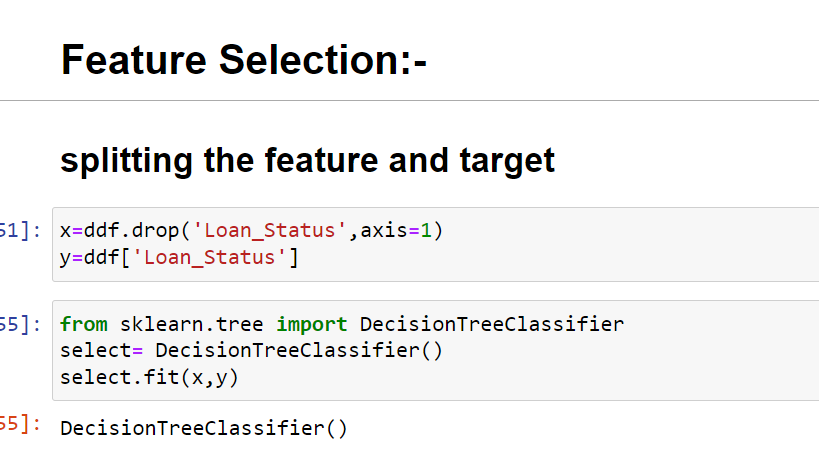 Feature Selection:-
splitting the feature and target
51]:
x=ddf.drop('Loan_Status',axis=1)
y=ddf['Loan_Status']
55]:
from sklearn.tree import DecisionTreeClassifier
select= DecisionTreeClassifier()
select.fit(x,y)
55]:
DecisionTreeClassifier()